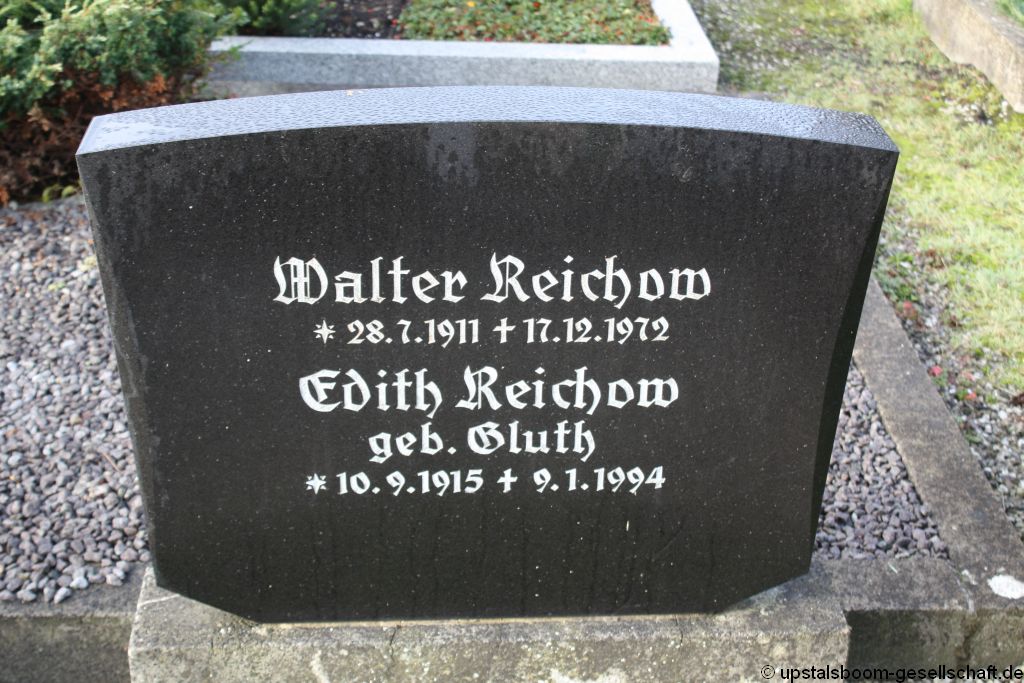 Walter Reichow
* 28.7.1911 † 17.12.1972
Edith Reichow
geb. Gluth
* 10.9.1915 † 9.1.1994
© upstalsboom-gesellschaft.de